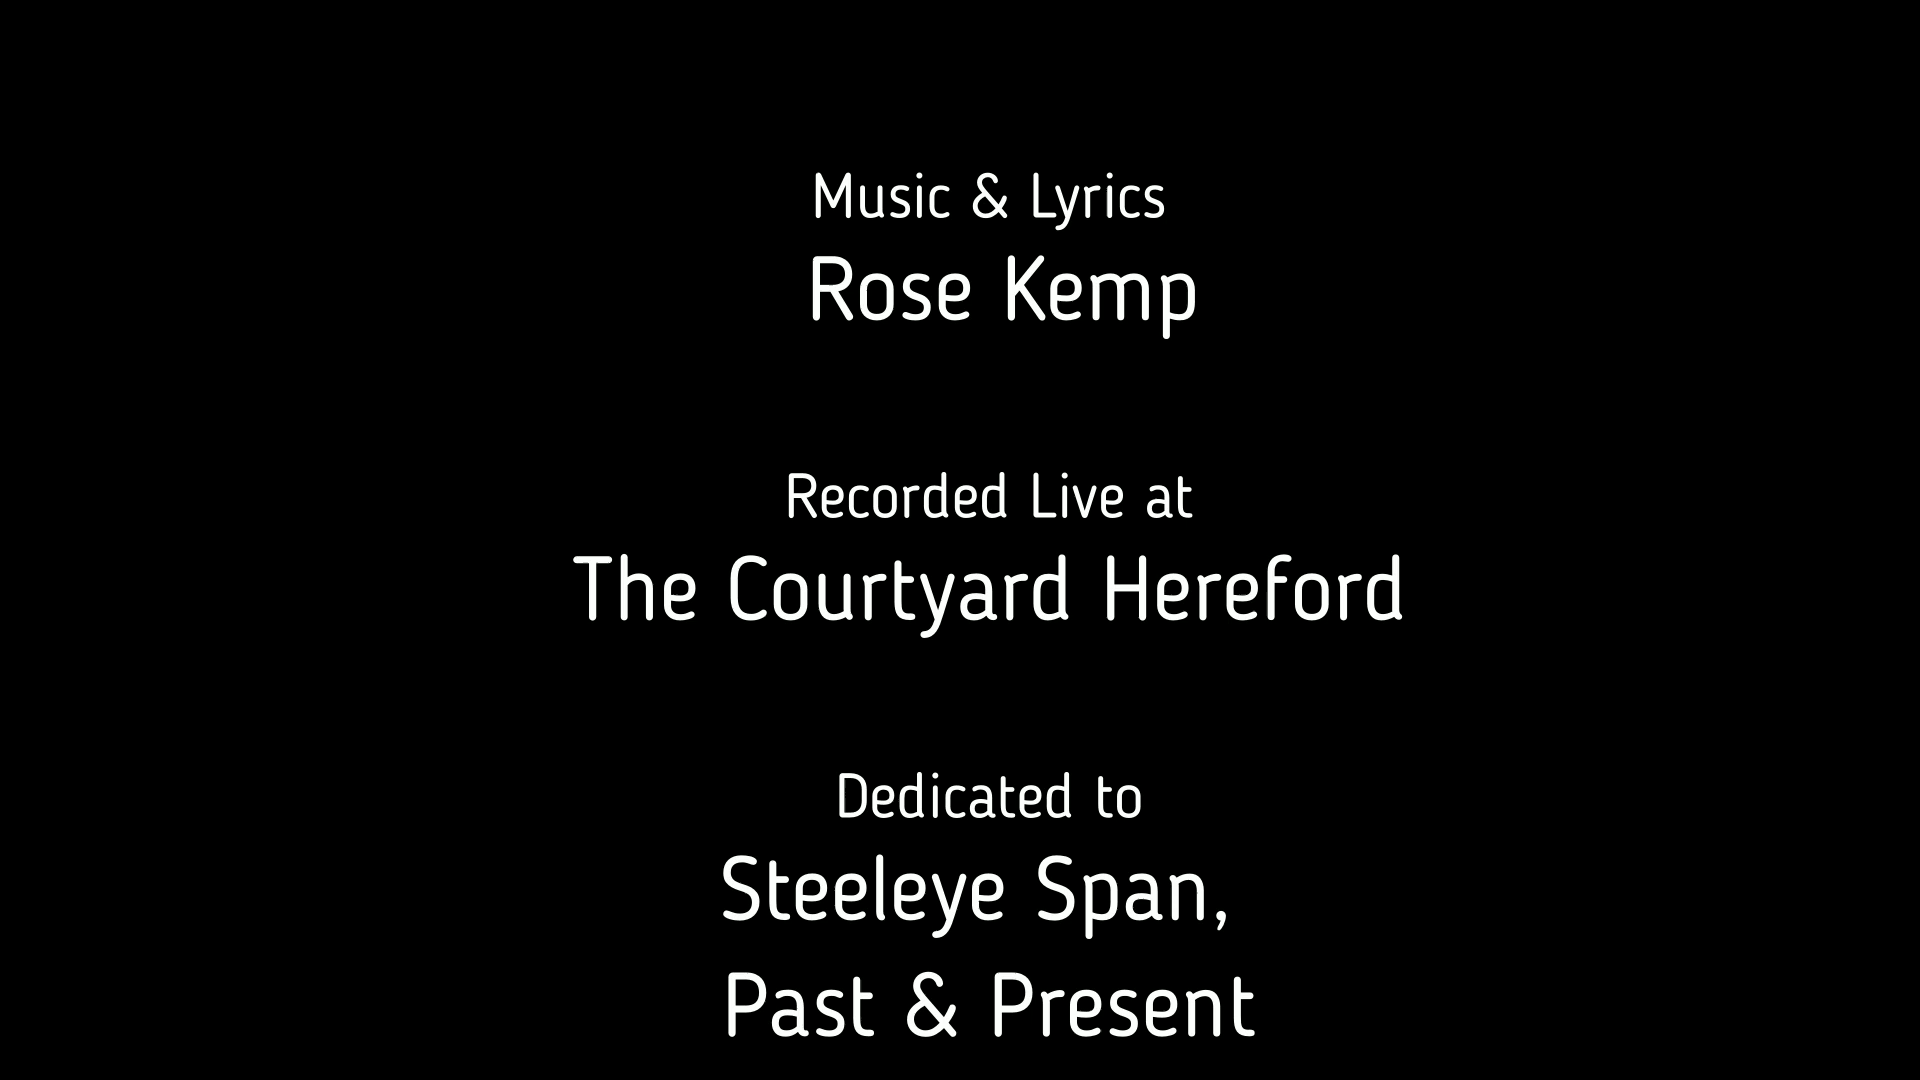 Music & Lyrics
Rose Kemp
Recorded Live at
The Courtyard Hereford
Dedicated to
Steeleye Span,
Past & Present